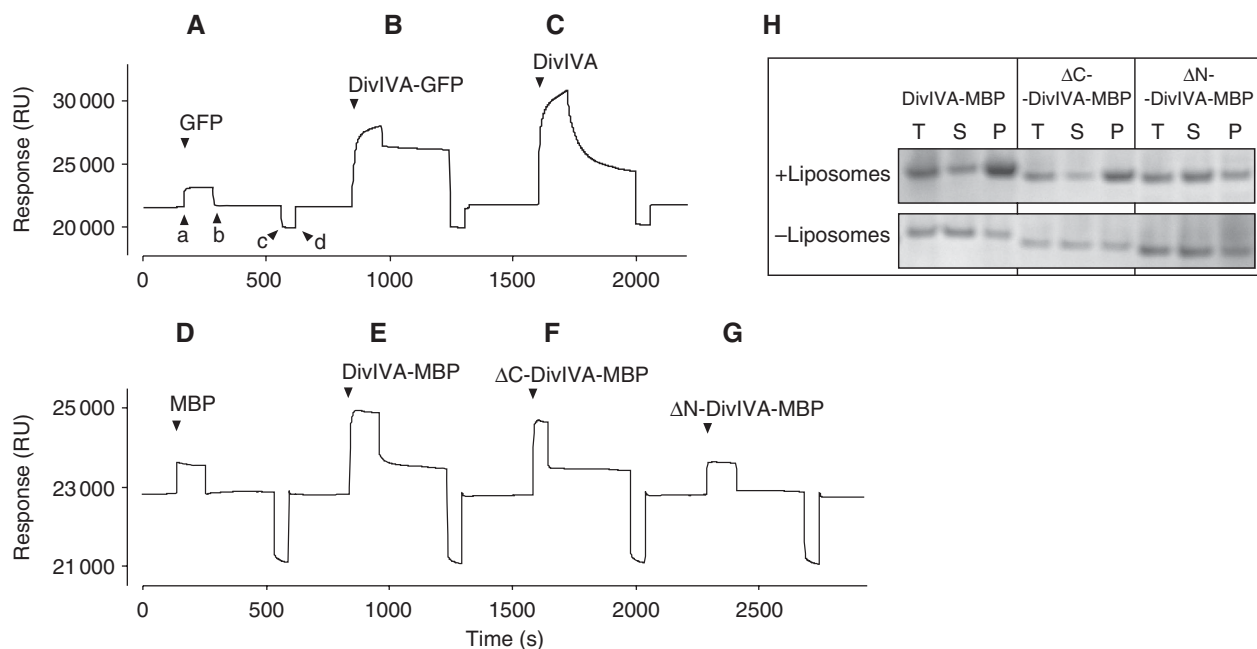 A B C
Response (RU)
30 000
25 000
20 000
GFP
DivIVA-GFP
DivIVA
a b c d
0 500 1000 1500 2000
H
DivIVA-MBP
ΔC-
-DivIVA-MBP
ΔN-
-DivIVA-MBP
T S P T S P T S P
+Liposomes
–Liposomes
D E F G
Response (RU)
25 000
23 000
21 000
MBP
DivIVA-MBP
ΔC-DivIVA-MBP
ΔN-DivIVA-MBP
0 500 1000 1500 2000 2500
Time (s)